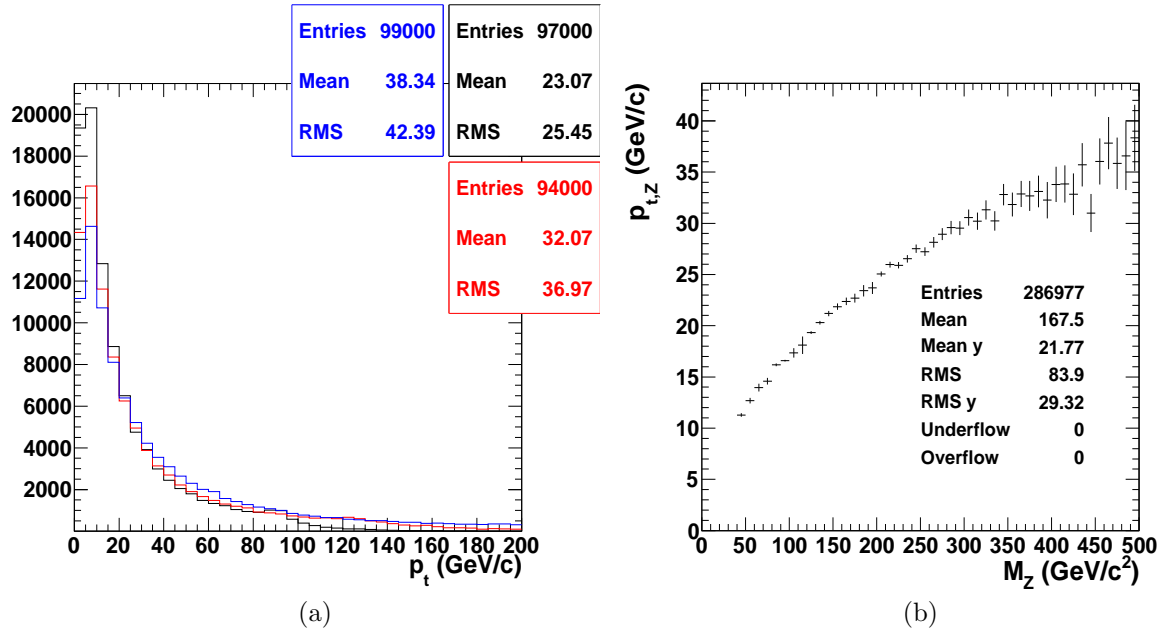 Entries 99000
Mean 38.34
RMS 42.39
Entries 97000
Mean 23.07
RMS 25.45
Entries 94000
Mean 32.07
RMS 36.97
20000
18000
16000
14000
12000
10000
8000
6000
4000
2000
0 20 40 60 80 100 120 140 160 180 200
p_t (GeV/c)
(a)
p_{t,Z} (GeV/c)
40
35
30
25
20
15
10
5
0
Entries 286977
Mean 167.5
Mean y 21.77
RMS 83.9
RMS y 29.32
Underflow 0
Overflow 0
0 50 100 150 200 250 300 350 400 450 500
M_Z (GeV/c²)
(b)